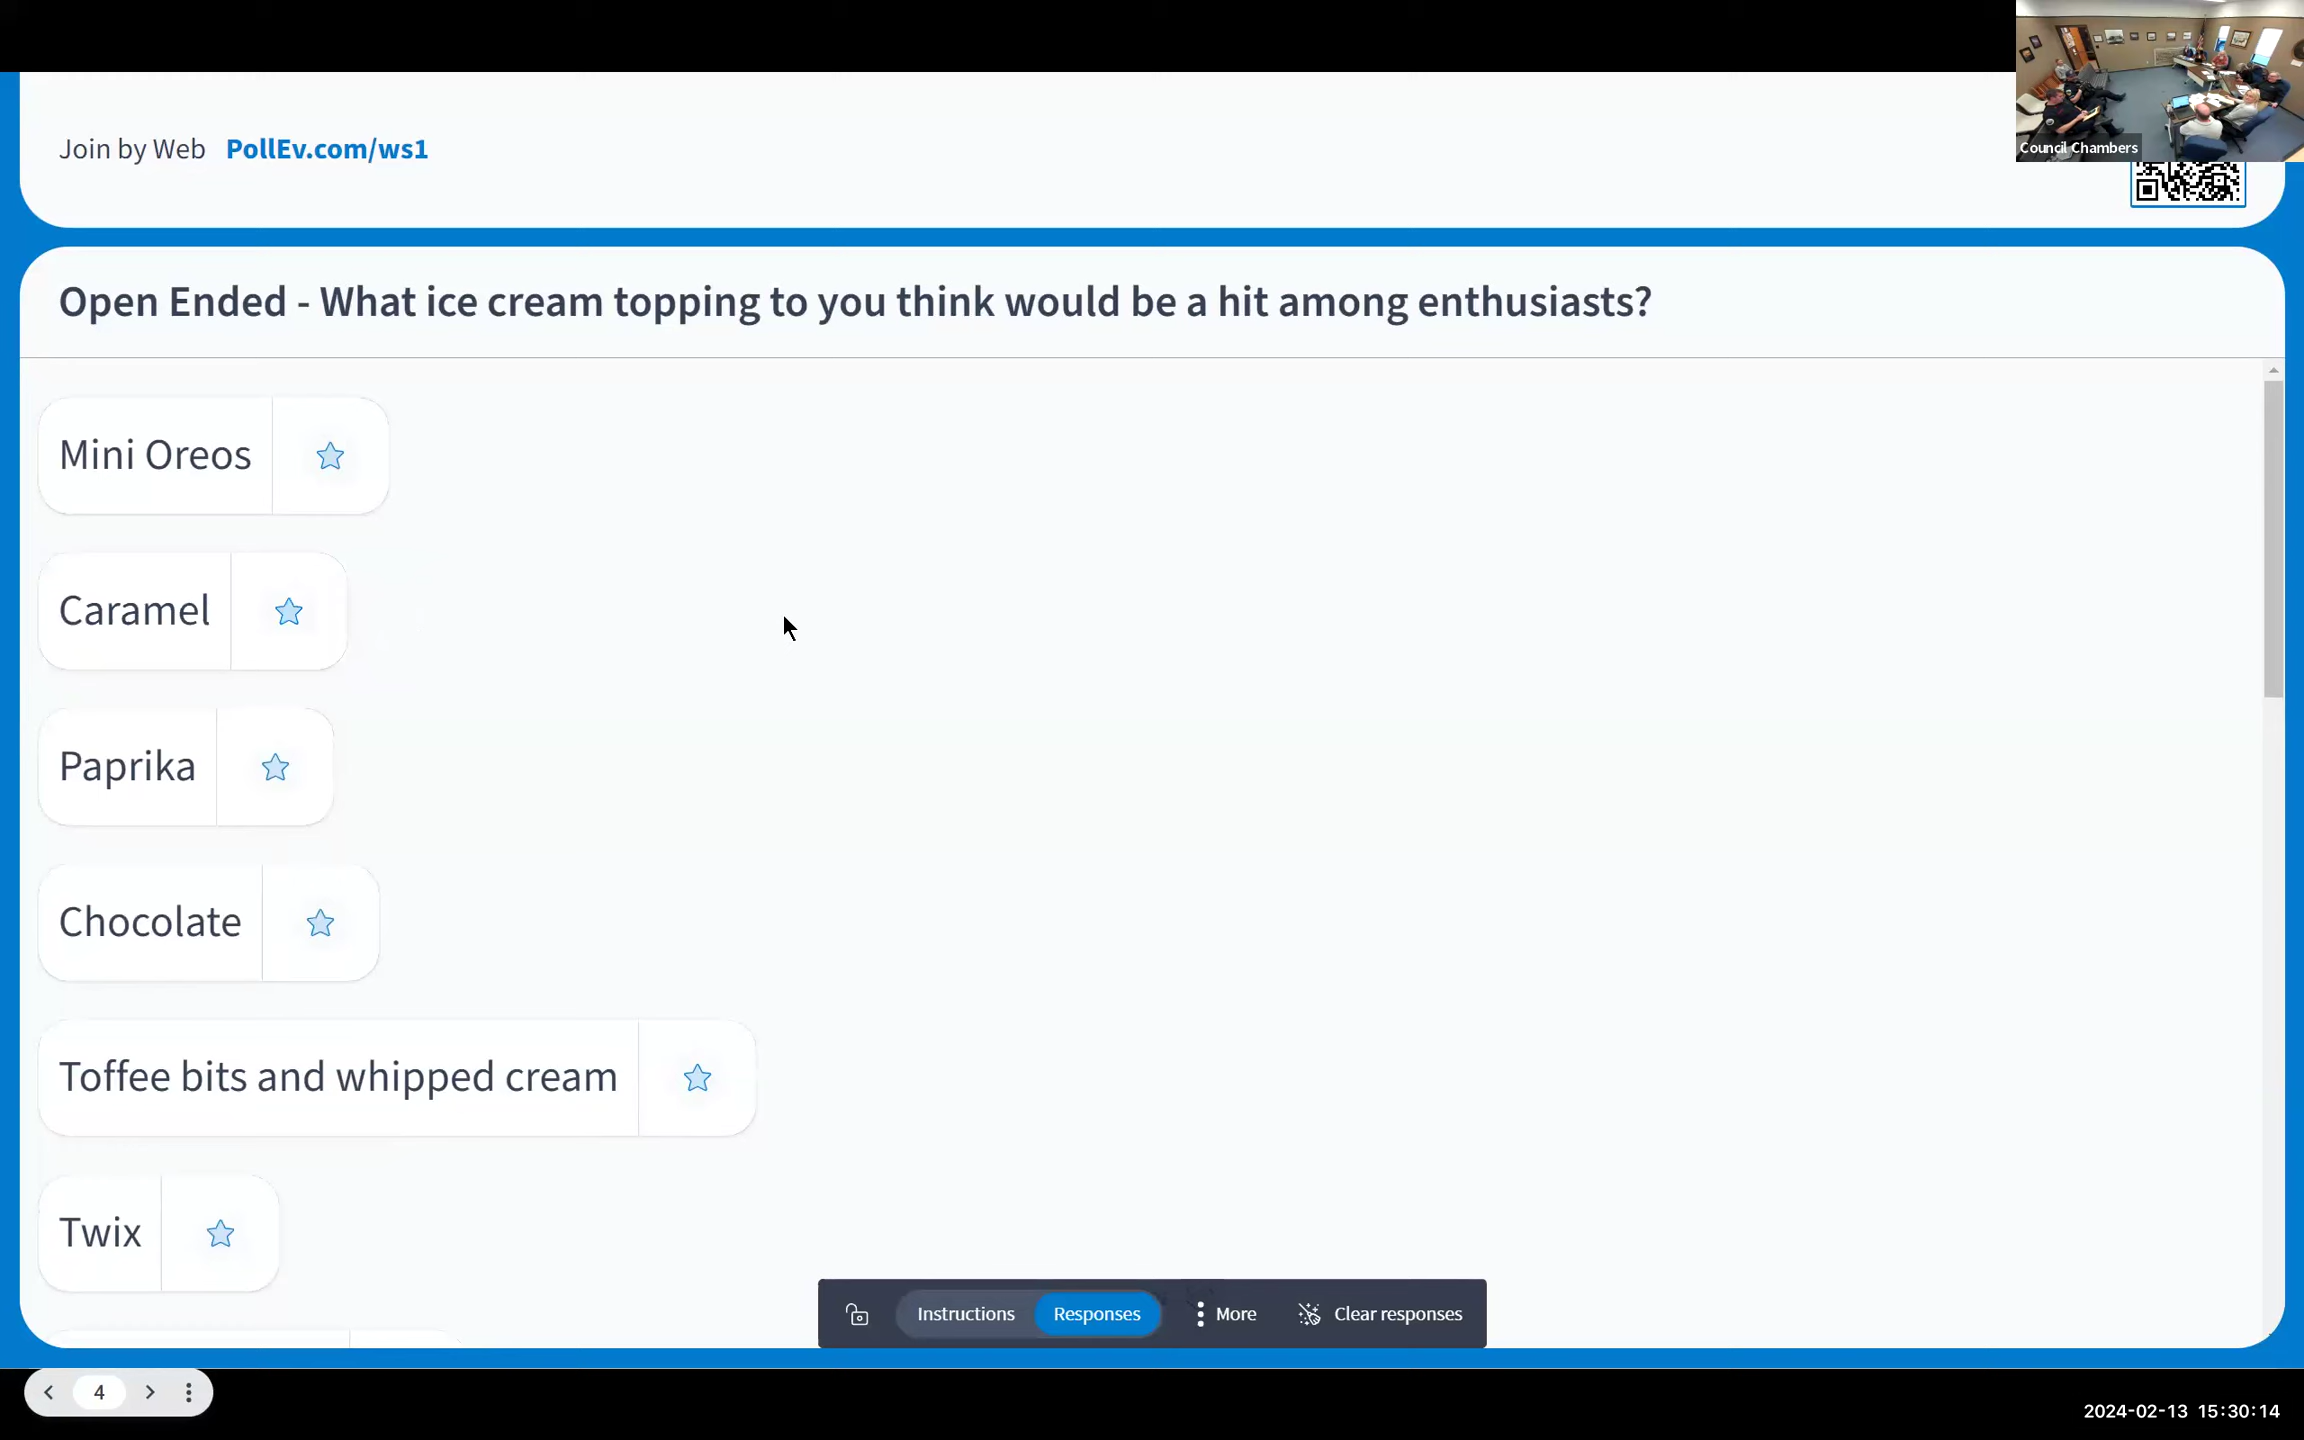 Council Chambers
Join by Web PollEv.com/ws1
Open Ended - What ice cream topping to you think would be a hit among enthusiasts?
Mini Oreos
Caramel
Paprika
Chocolate
Toffee bits and whipped cream
Twix
Instructions Responses More Clear responses
4
2024-02-13 15:30:14